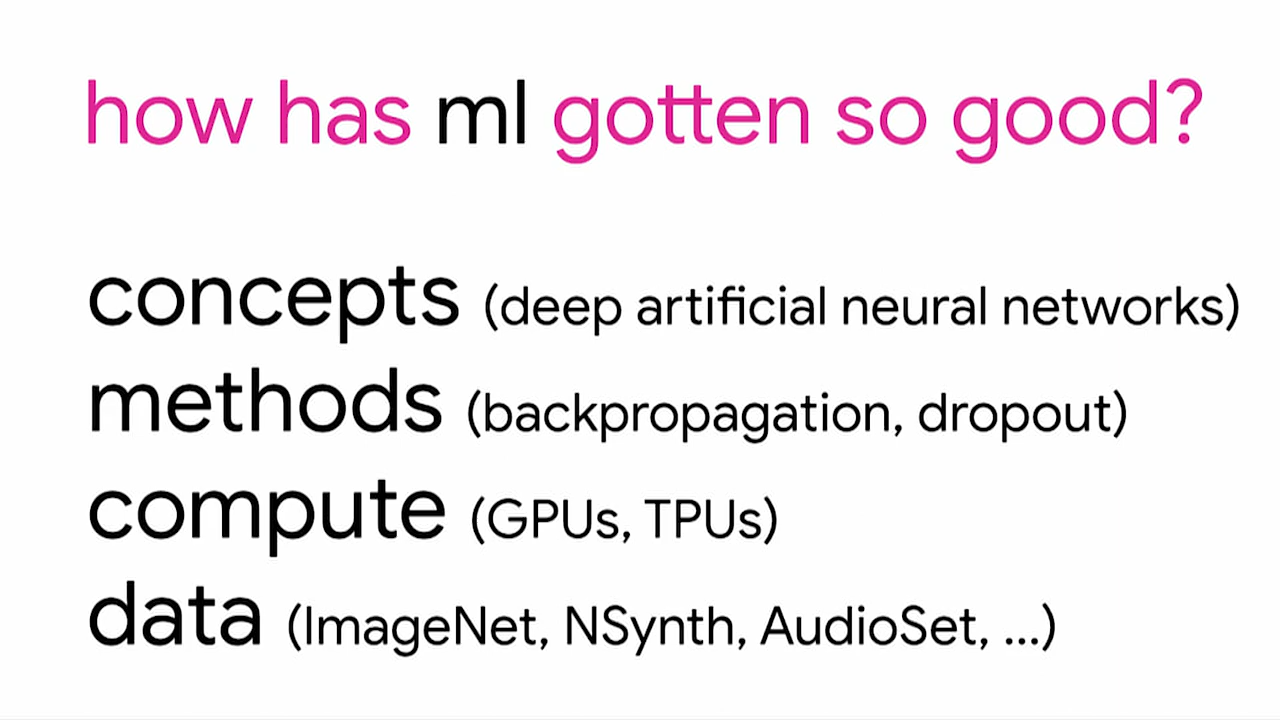 how has ml gotten so good?
concepts (deep artificial neural networks)
methods (backpropagation, dropout)
compute (GPUs, TPUs)
data (ImageNet, NSynth, AudioSet, ...)